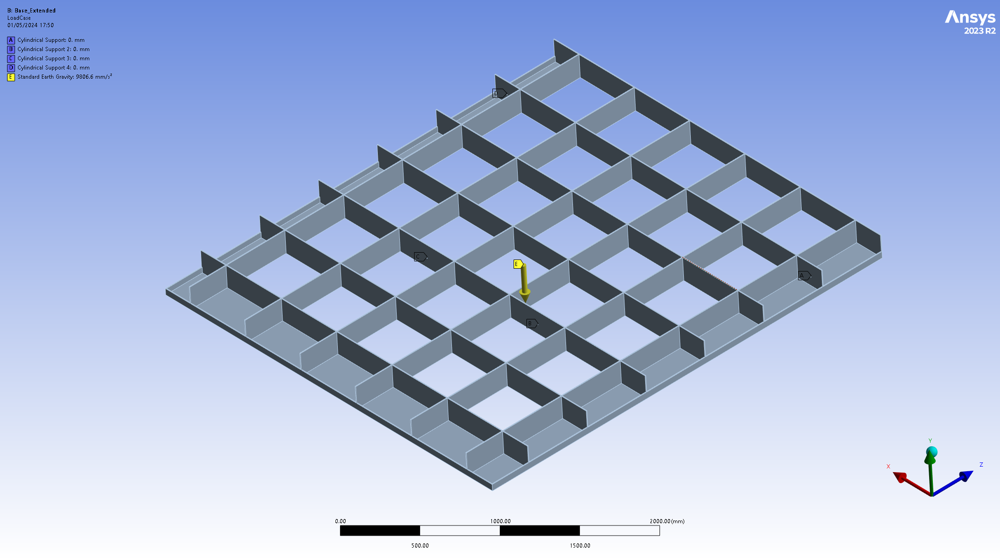 B: Base_Extended
LoadCase
01/05/2024 17:50
A Cylindrical Support: 0. mm
B Cylindrical Support 2: 0. mm
C Cylindrical Support 3: 0. mm
D Cylindrical Support 4: 0. mm
E Standard Earth Gravity: 9806.6 mm/s²
Ansys
2023 R2
D
C
E
A
B
Y
X
Z
0.00
1000.00
2000.00(mm)
500.00
1500.00